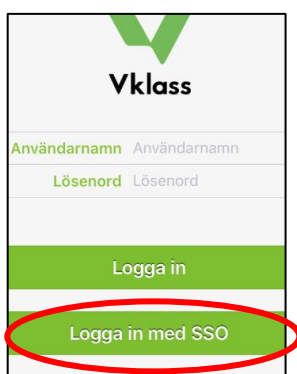 Vklass
Användarnamn Användarnamn
Lösenord Lösenord
Logga in
Logga in med SSO